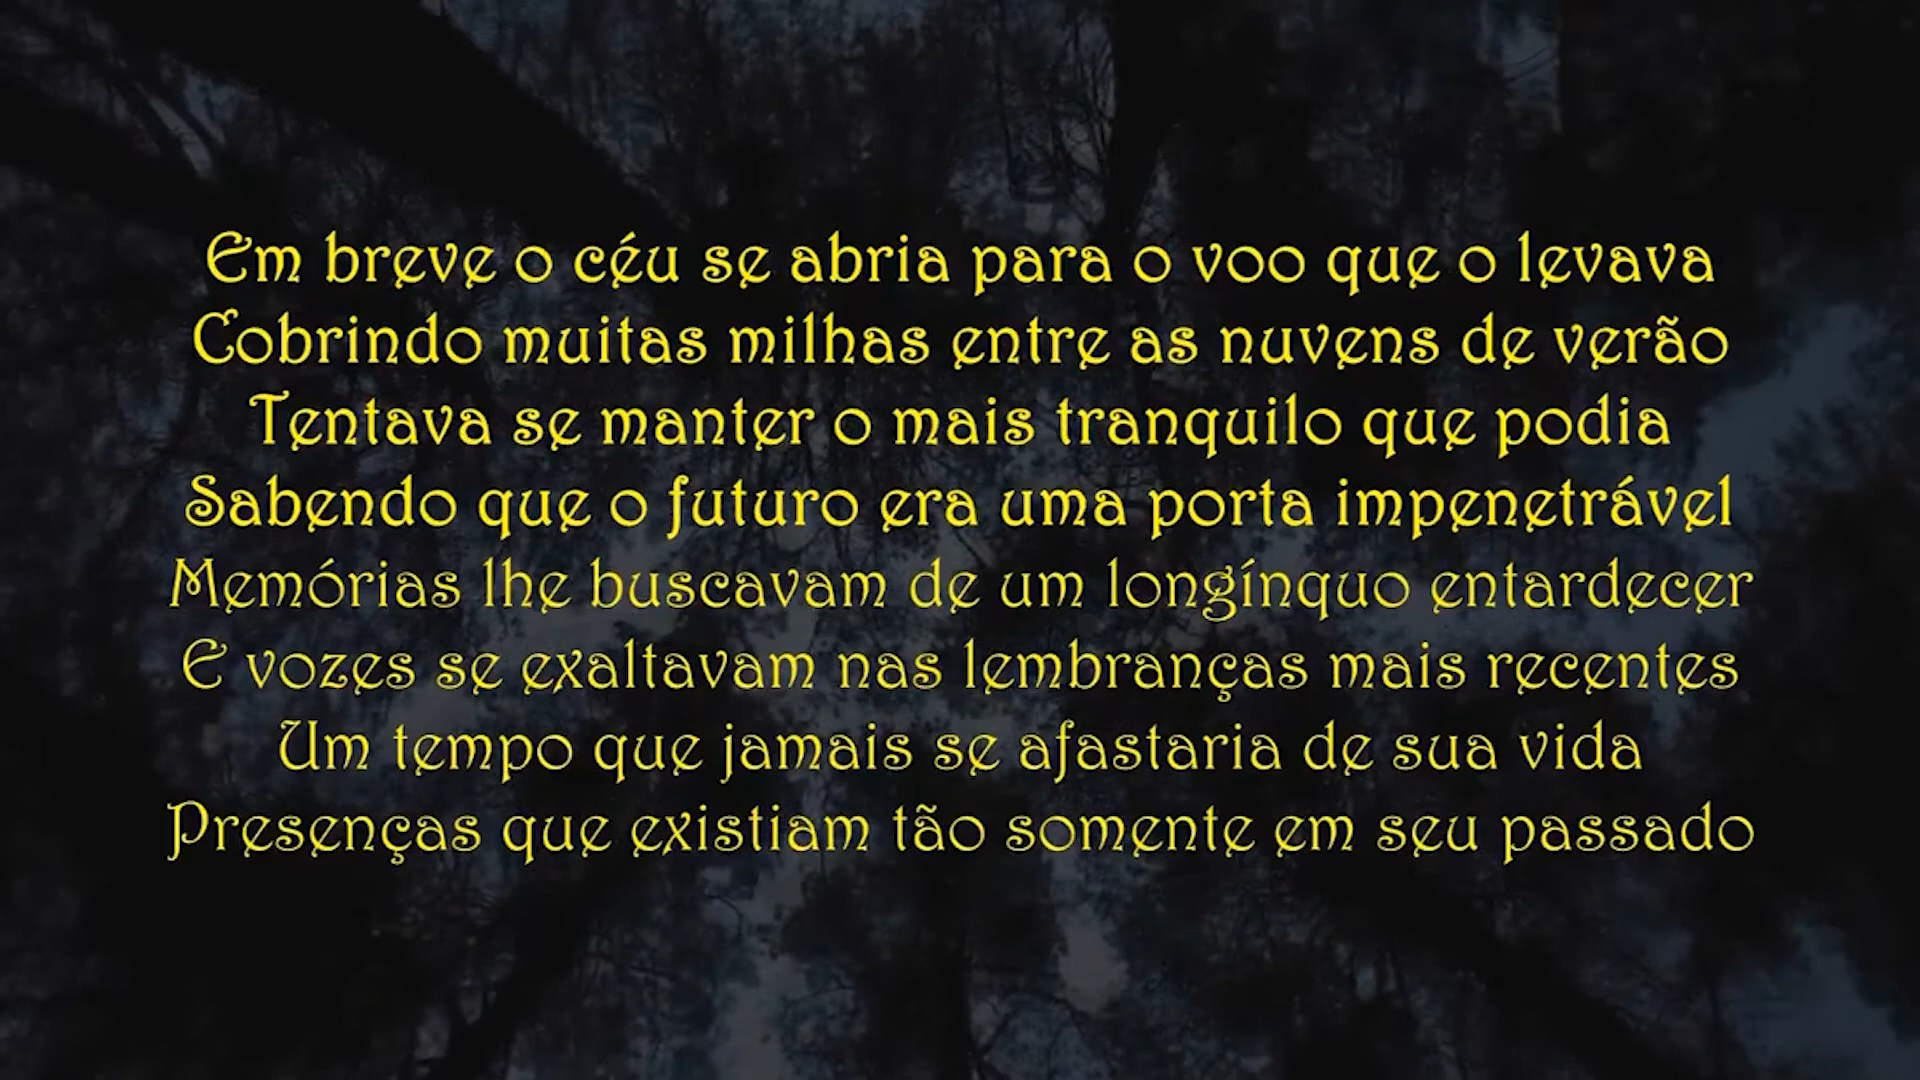 Em breve o céu se abria para o voo que o levava
Cobrindo muitas milhas entre as nuvens de verão
Tentava se manter o mais tranquilo que podia
Sabendo que o futuro era uma porta impenetrável
Memórias lhe buscavam de um longínquo entardecer
E vozes se exaltavam nas lembranças mais recentes
Um tempo que jamais se afastaria de sua vida
Presenças que existiam tão somente em seu passado